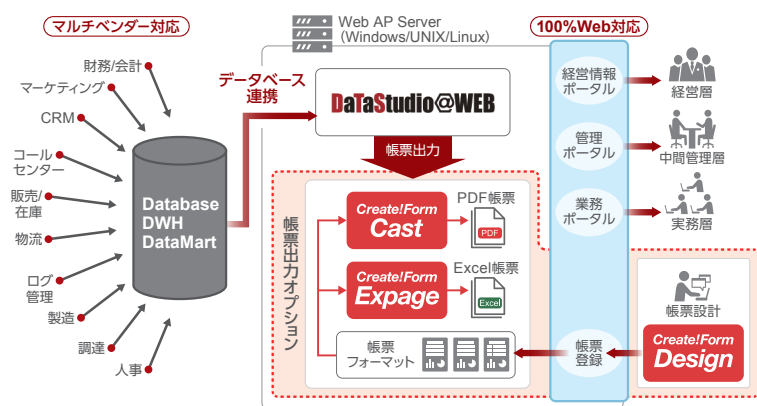 マルチベンダー対応
財務/会計
マーケティング
CRM
コール
センター
販売/
在庫
物流
ログ
管理
製造
調達
人事
Database
DWH
DataMart
データベース
連携
Web AP Server
(Windows/UNIX/Linux)
DaTaStudio@WEB
帳票出力
帳票出力オプション
Create!Form
Cast
PDF帳票
PDF
Create!Form
Expage
Excel帳票
Excel
帳票
フォーマット
100%Web対応
経営情報
ポータル
管理
ポータル
業務
ポータル
帳票
登録
経営層
中間管理層
実務層
帳票設計
Create!Form
Design